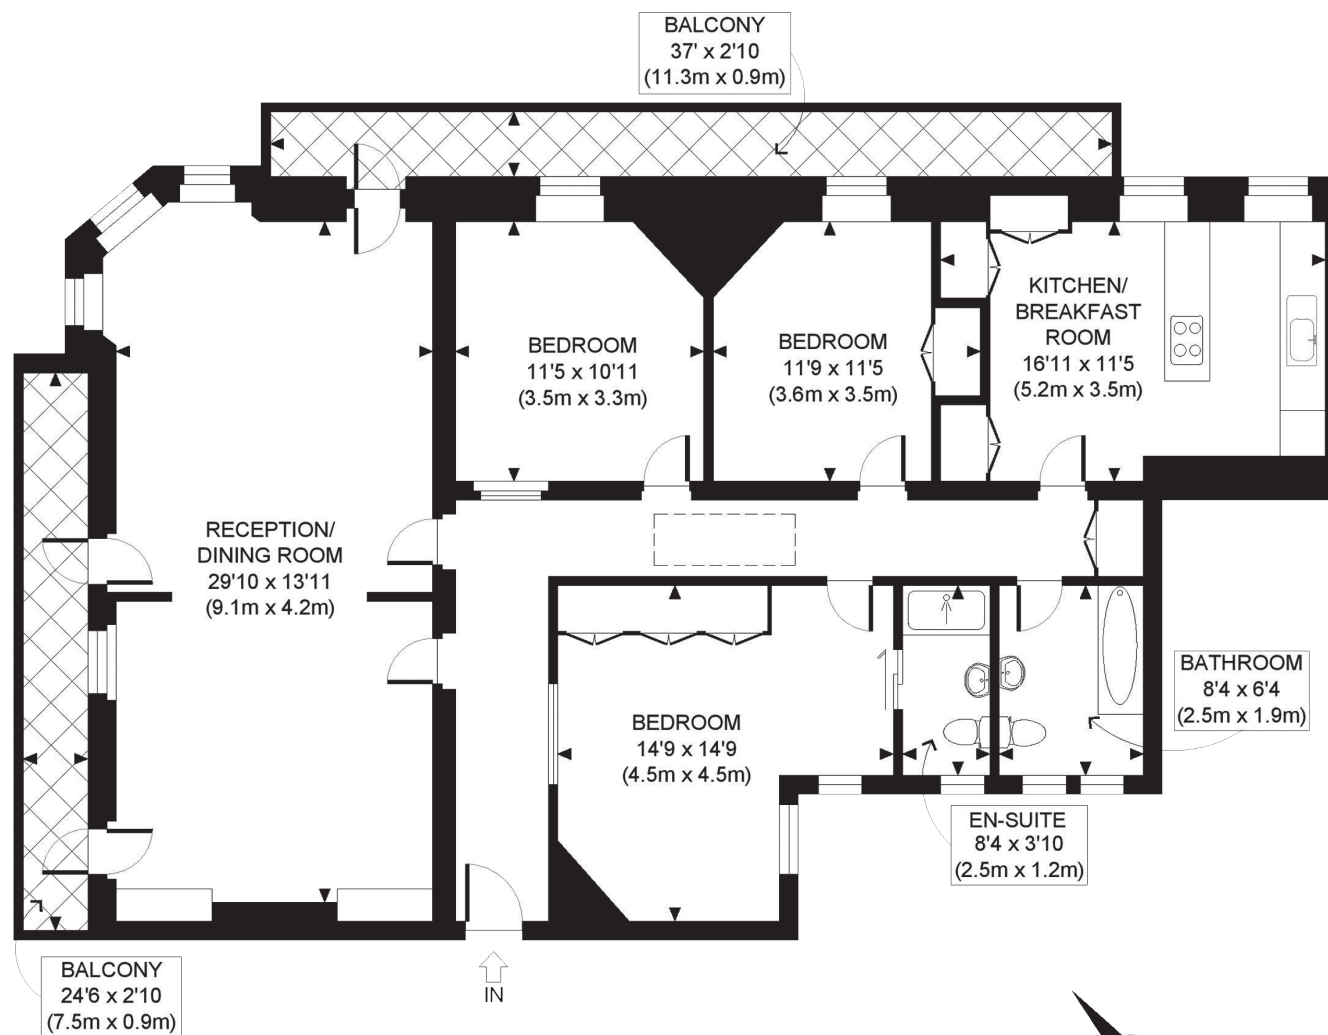 BALCONY
37' x 2'10
(11.3m x 0.9m)
KITCHEN/
BREAKFAST
ROOM
16'11 x 11'5
(5.2m x 3.5m)
BEDROOM
11'5 x 10'11
(3.5m x 3.3m)
BEDROOM
11'9 x 11'5
(3.6m x 3.5m)
RECEPTION/
DINING ROOM
29'10 x 13'11
(9.1m x 4.2m)
BEDROOM
14'9 x 14'9
(4.5m x 4.5m)
BATHROOM
8'4 x 6'4
(2.5m x 1.9m)
EN-SUITE
8'4 x 3'10
(2.5m x 1.2m)
BALCONY
24'6 x 2'10
(7.5m x 0.9m)
IN